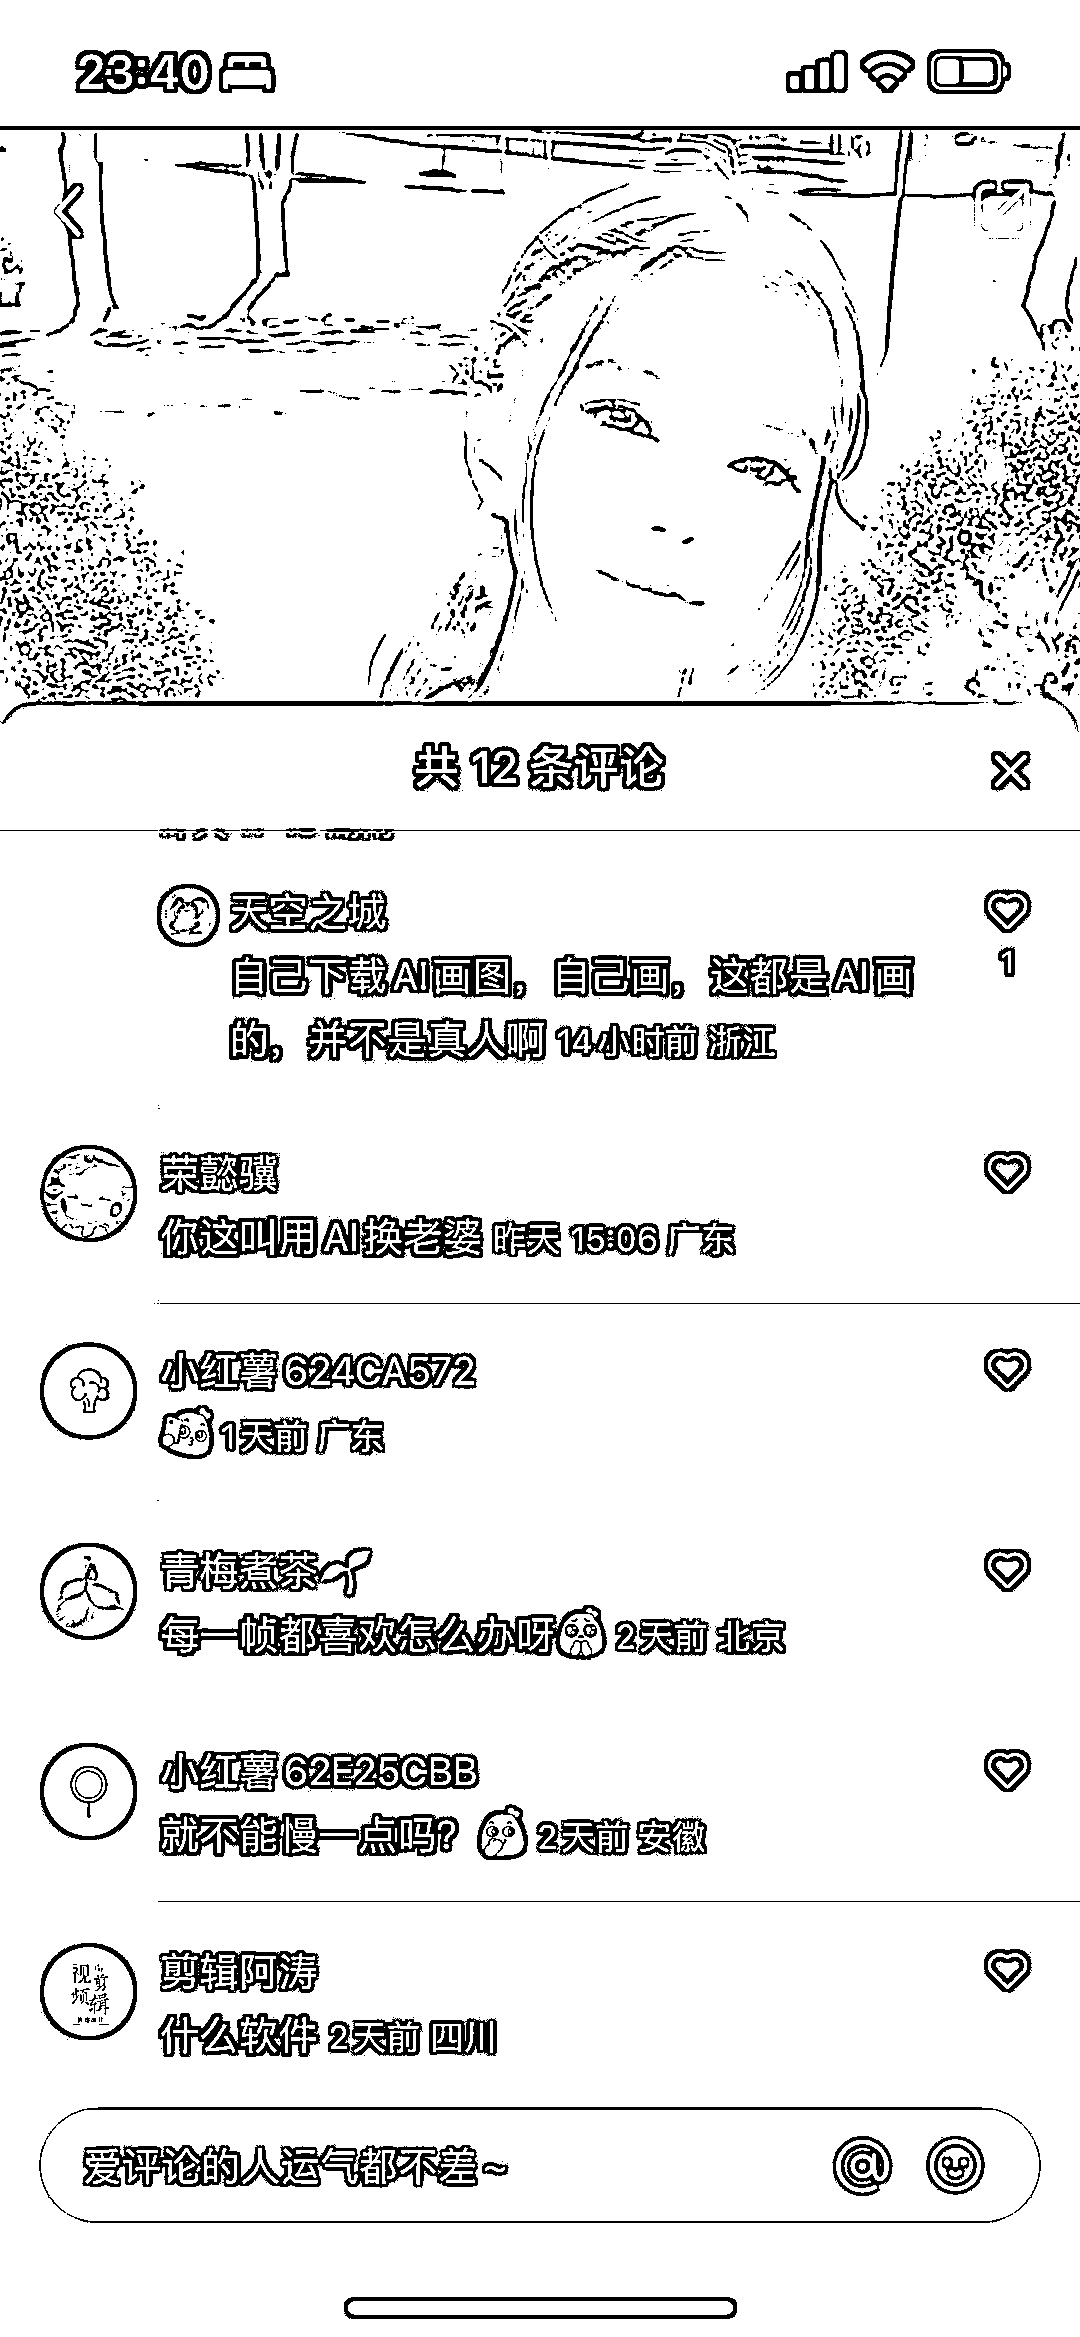 23:40
共 12 条评论
天空之城
自己下载AI画图，自己画，这都是AI画
的，并不是真人啊 14小时前 浙江
1
荣懿骥
你这叫用AI换老婆 昨天 15:06 广东
小红薯624CA572
1天前 广东
青梅煮茶
每一帧都喜欢怎么办呀 2天前 北京
小红薯62E25CBB
就不能慢一点吗？ 2天前 安徽
视频剪辑
剪辑阿涛
什么软件 2天前 四川
爱评论的人运气都不差~